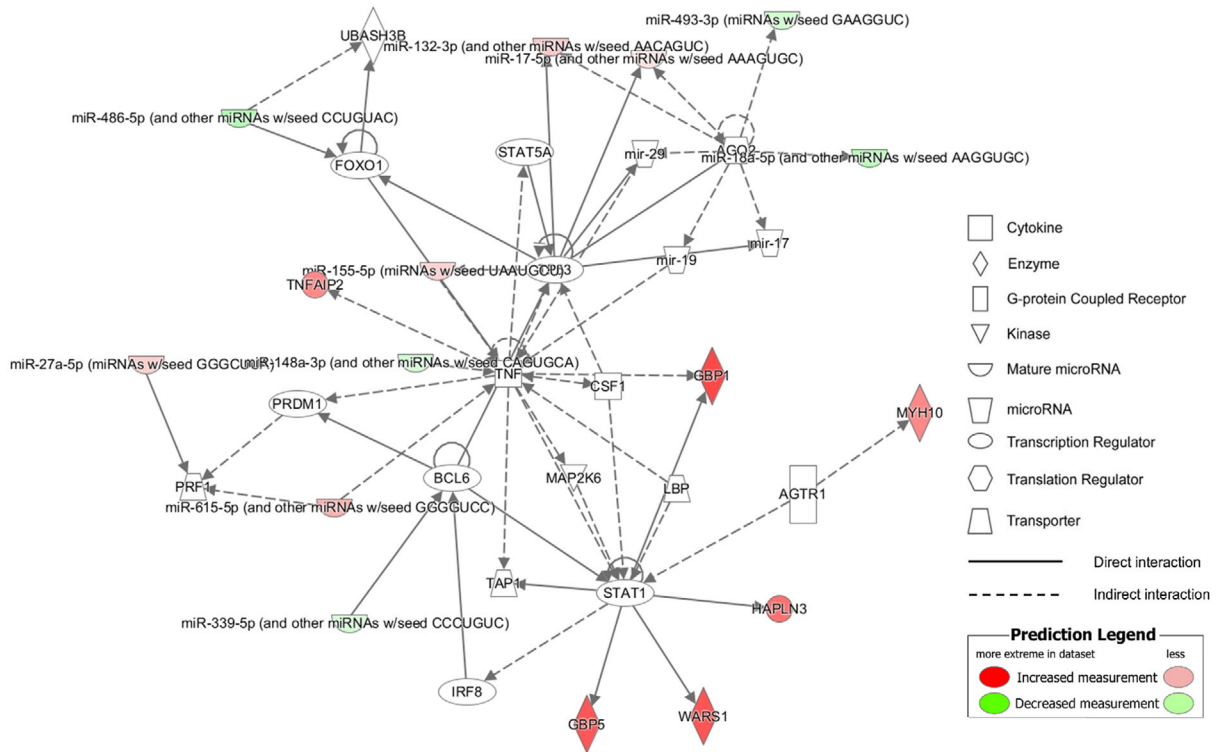 miR-493-3p (miRNAs w/seed GAAGGUC)
UBASH3B
miR-132-3p (and other miRNAs w/seed AACAGUC)
miR-17-5p (and other miRNAs w/seed AAAGUGC)
miR-486-5p (and other miRNAs w/seed CCUGUAC)
FOXO1
STAT5A
mir-29
AGO2
miR-18a-5p (and other miRNAs w/seed AAGGUGC)
mir-17
mir-19
miR-155-5p (miRNAs w/seed
TNFAIP2
miR-27a-5p (miRNAs w/seed
miR-148a-3p (and other miRNAs w/seed CAGUGCA)
TNF
CSF1
GBP1
PRDM1
MYH10
BCL6
MAP2K6
LBP
AGTR1
PRF1
miR-615-5p (and other miRNAs w/seed GGGGUCC)
TAP1
STAT1
HAPLN3
miR-339-5p (and other miRNAs w/seed CCCUGUC)
IRF8
GBP5
WARS1
Cytokine
Enzyme
G-protein Coupled Receptor
Kinase
Mature microRNA
microRNA
Transcription Regulator
Translation Regulator
Transporter
Direct interaction
Indirect interaction
Prediction Legend
more extreme in dataset less
Increased measurement
Decreased measurement